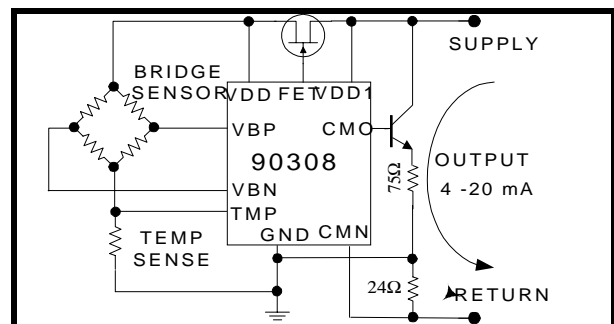 SUPPLY
BRIDGE
SENSOR
VDD FET VDD1
VBP
CMO
90308
75Ω
OUTPUT
4 -20 mA
VBN
TMP
GND
CMN
TEMP
SENSE
24Ω
RETURN